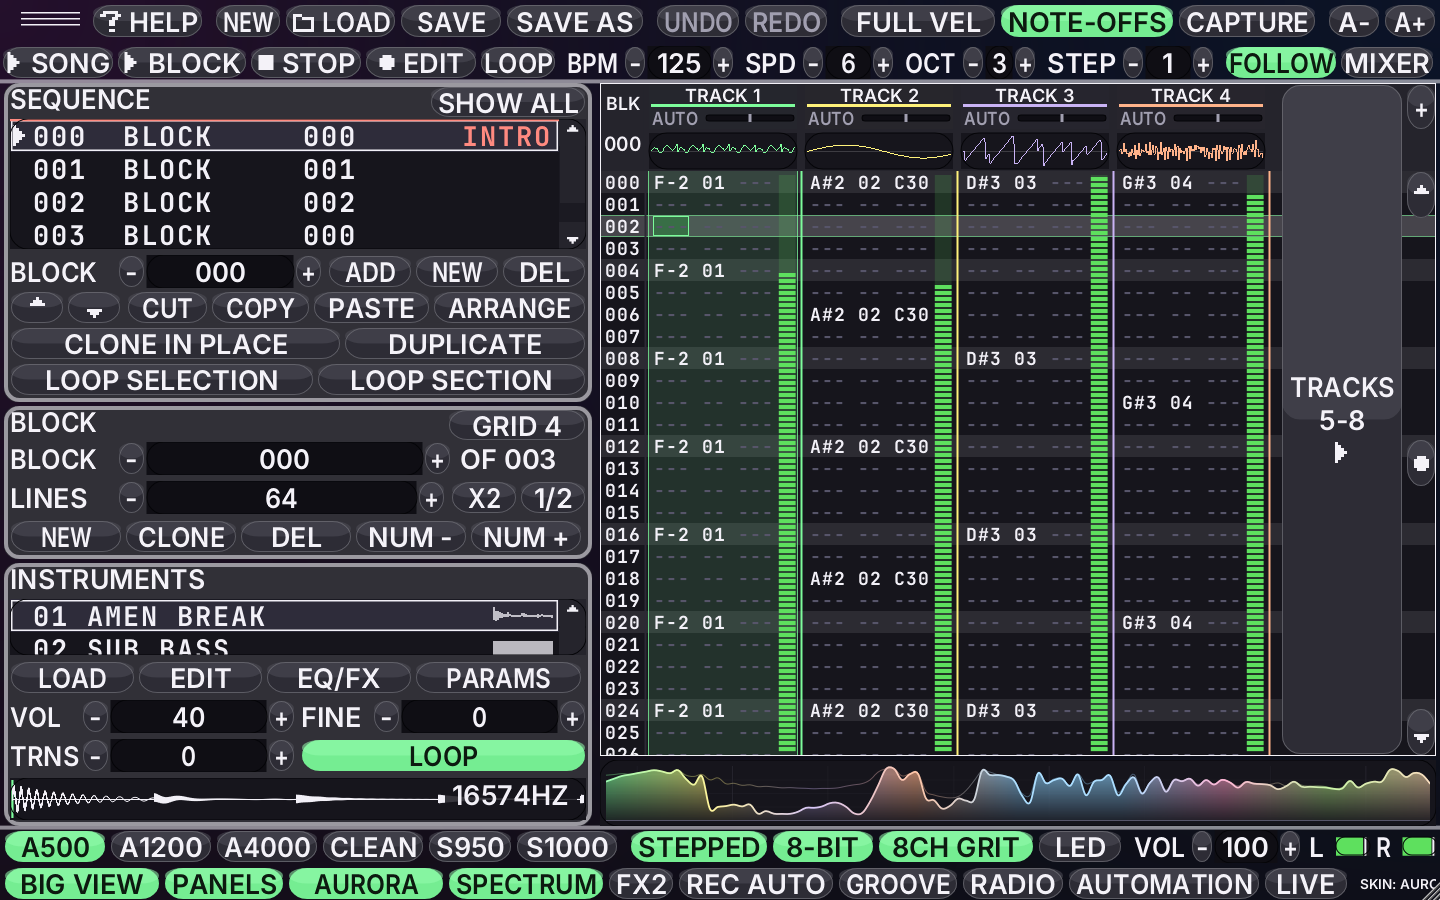 ? HELP NEW LOAD SAVE SAVE AS UNDO REDO FULL VEL NOTE-OFFS CAPTURE A- A+
SONG BLOCK STOP EDIT LOOP BPM - 125 + SPD - 6 + OCT - 3 + STEP - 1 + FOLLOW MIXER
SEQUENCE SHOW ALL
000 BLOCK 000 INTRO
001 BLOCK 001
002 BLOCK 002
003 BLOCK 000
BLOCK - 000 + ADD NEW DEL
CUT COPY PASTE ARRANGE
CLONE IN PLACE DUPLICATE
LOOP SELECTION LOOP SECTION
BLOCK GRID 4
BLOCK - 000 + OF 003
LINES - 64 + X2 1/2
NEW CLONE DEL NUM - NUM +
INSTRUMENTS
01 AMEN BREAK
02 SUB BASS
LOAD EDIT EQ/FX PARAMS
VOL - 40 + FINE - 0 +
TRNS - 0 + LOOP
16574HZ
BLK TRACK 1 TRACK 2 TRACK 3 TRACK 4 +
AUTO AUTO AUTO AUTO
000
000 F-2 01 --- A#2 02 C30 D#3 03 --- G#3 04 ---
001 --- -- --- --- -- --- --- -- --- --- -- ---
002 -- --- --- -- --- --- -- --- --- -- ---
003 --- -- --- --- -- --- --- -- --- --- -- ---
004 F-2 01 --- --- -- --- --- -- --- --- -- ---
005 --- -- --- --- -- --- --- -- --- --- -- ---
006 --- -- --- A#2 02 C30 --- -- --- --- -- ---
007 --- -- --- --- -- --- --- -- --- --- -- ---
008 F-2 01 --- --- -- --- D#3 03 --- --- -- ---
009 --- -- --- --- -- --- --- -- --- --- -- ---
010 --- -- --- --- -- --- --- -- --- G#3 04 ---
011 --- -- --- --- -- --- --- -- --- --- -- ---
012 F-2 01 --- A#2 02 C30 --- -- --- --- -- ---
013 --- -- --- --- -- --- --- -- --- --- -- ---
014 --- -- --- --- -- --- --- -- --- --- -- ---
015 --- -- --- --- -- --- --- -- --- --- -- ---
016 F-2 01 --- --- -- --- D#3 03 --- --- -- ---
017 --- -- --- --- -- --- --- -- --- --- -- ---
018 --- -- --- A#2 02 C30 --- -- --- --- -- ---
019 --- -- --- --- -- --- --- -- --- --- -- ---
020 F-2 01 --- --- -- --- --- -- --- G#3 04 ---
021 --- -- --- --- -- --- --- -- --- --- -- ---
022 --- -- --- --- -- --- --- -- --- --- -- ---
023 --- -- --- --- -- --- --- -- --- --- -- ---
024 F-2 01 --- A#2 02 C30 D#3 03 --- --- -- ---
025 --- -- --- --- -- --- --- -- --- --- -- ---
026
TRACKS
5-8
A500 A1200 A4000 CLEAN S950 S1000 STEPPED 8-BIT 8CH GRIT LED VOL - 100 + L R
BIG VIEW PANELS AURORA SPECTRUM FX2 REC AUTO GROOVE RADIO AUTOMATION LIVE SKIN: